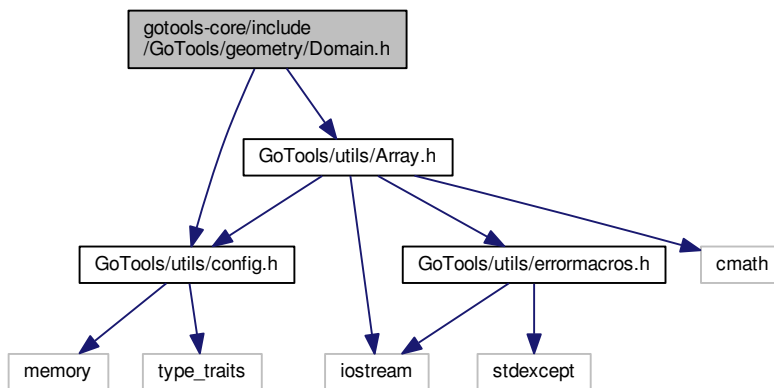 gotools-core/include
/GoTools/geometry/Domain.h
GoTools/utils/Array.h
GoTools/utils/config.h
GoTools/utils/errormacros.h
cmath
memory
type_traits
iostream
stdexcept